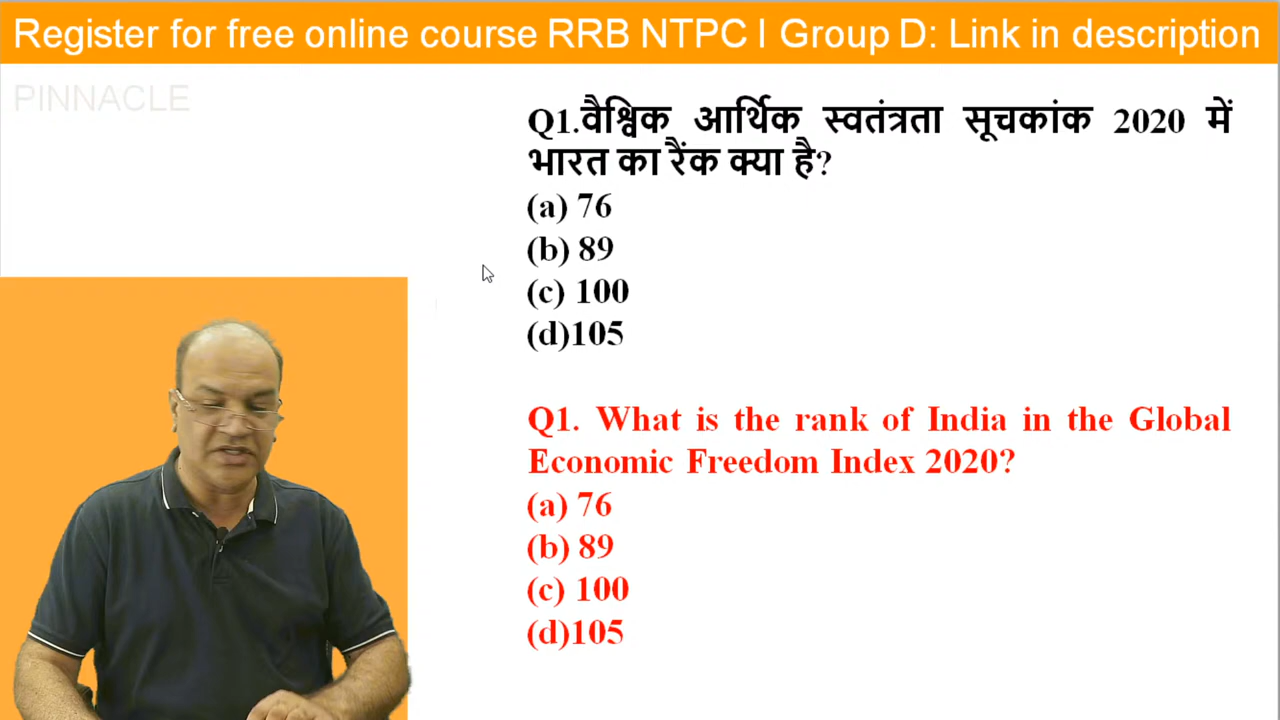 Register for free online course RRB NTPC I Group D: Link in description
PINNACLE
Q1.वैश्विक आर्थिक स्वतंत्रता सूचकांक 2020 में
भारत का रैंक क्या है?
(a) 76
(b) 89
(c) 100
(d)105
Q1. What is the rank of India in the Global
Economic Freedom Index 2020?
(a) 76
(b) 89
(c) 100
(d)105